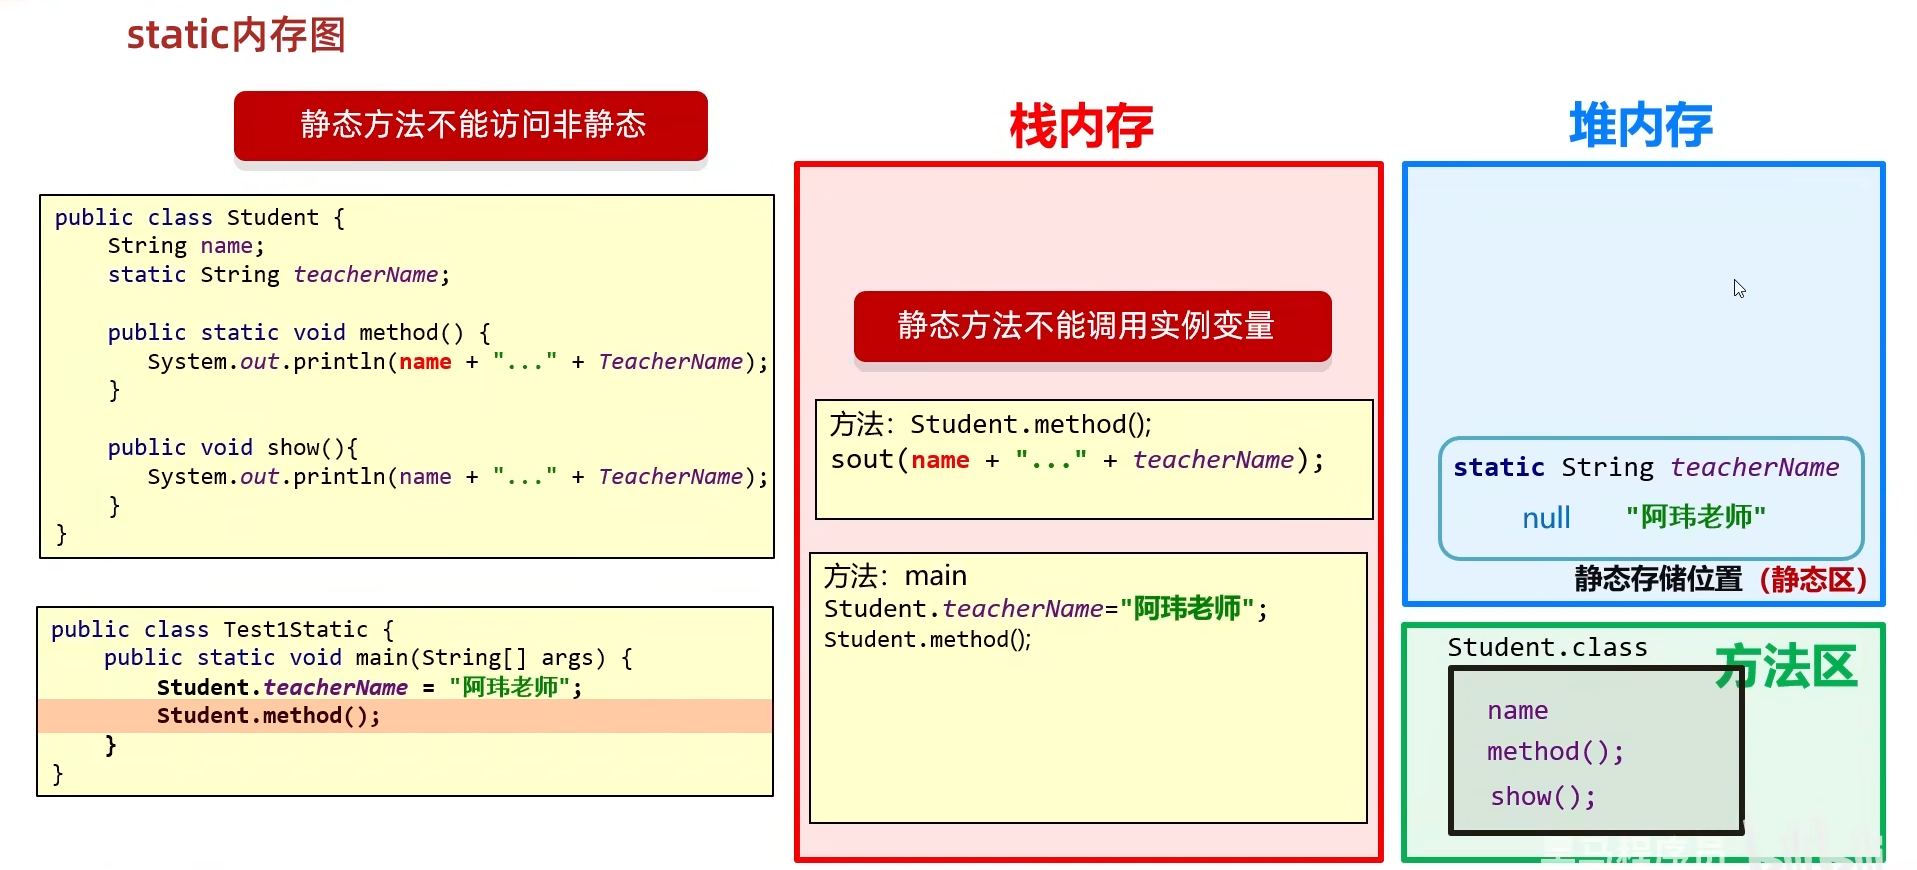 static内存图
静态方法不能访问非静态
public class Student {
String name;
static String teacherName;
public static void method() {
System.out.println(name + "..." + TeacherName);
}
public void show(){
System.out.println(name + "..." + TeacherName);
}
}
public class Test1Static {
public static void main(String[] args) {
Student.teacherName = "阿玮老师";
Student.method();
}
}
栈内存
静态方法不能调用实例变量
方法：Student.method();
sout(name + "..." + teacherName);
方法：main
Student.teacherName="阿玮老师";
Student.method();
堆内存
static String teacherName
null "阿玮老师"
静态存储位置（静态区）
Student.class
方法区
name
method();
show();
黑马程序员